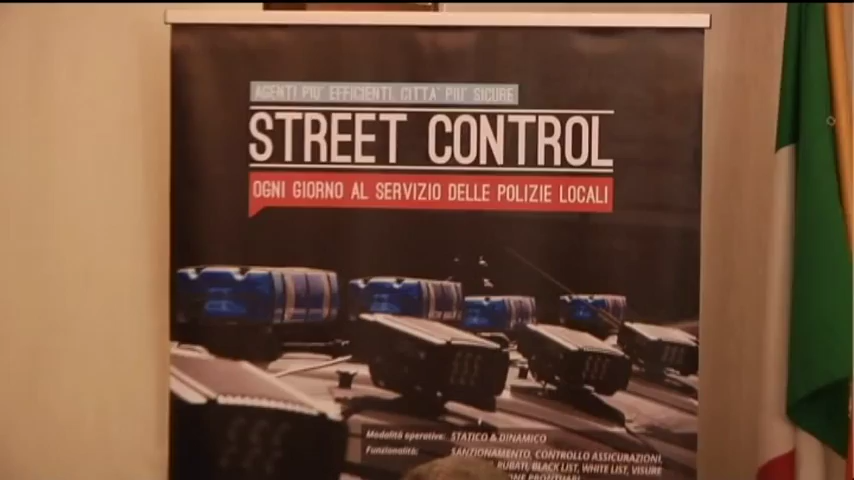 AGENTI PIU' EFFICIENTI, CITTA' PIU' SICURE
STREET CONTROL
OGNI GIORNO AL SERVIZIO DELLE POLIZIE LOCALI
Modalità operative: STATICO & DINAMICO
Funzionalità: SANZIONAMENTO, CONTROLLO ASSICURAZIONI,
RUBATI, BLACK LIST, WHITE LIST, VISURE
PRONTUARI